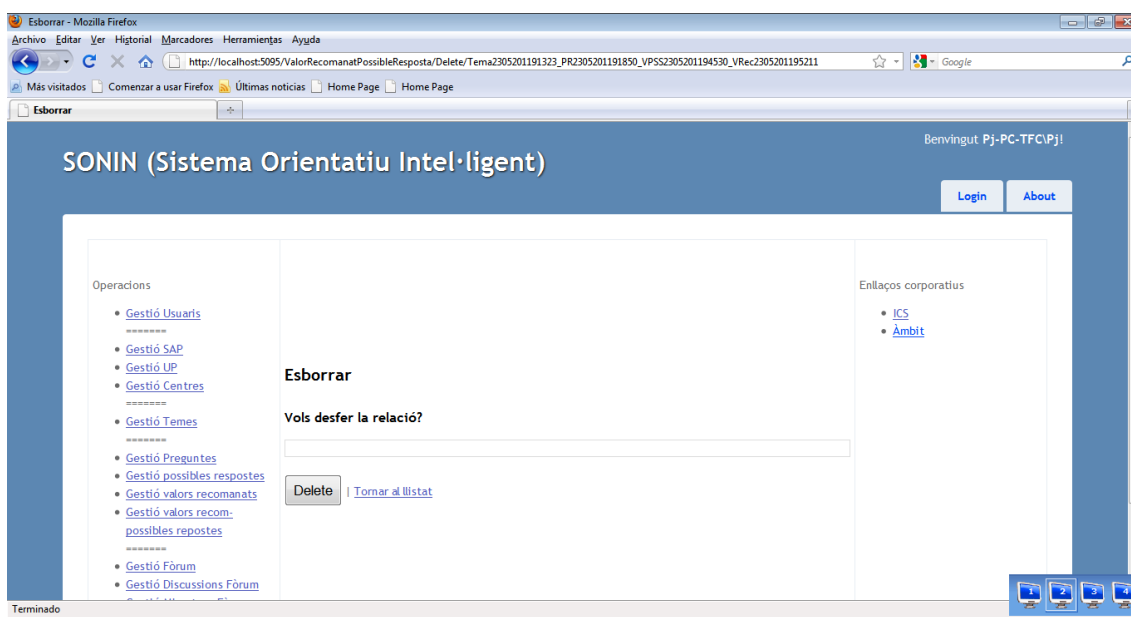 Esborrar - Mozilla Firefox
Archivo Editar Ver Historial Marcadores Herramientas Ayuda
http://localhost:5095/ValorRecomanatPossibleResposta/Delete/Tema2305201191323_PR2305201191850_VPSS2305201194530_VRec2305201195211
Google
Más visitados Comenzar a usar Firefox Últimas noticias Home Page Home Page
Esborrar
Benvingut Pj-PC-TFC\Pj!
SONIN (Sistema Orientatiu Intel·ligent)
Login About
Operacions
Gestió Usuaris
=======
Gestió SAP
Gestió UP
Gestió Centres
=======
Gestió Temes
=======
Gestió Preguntes
Gestió possibles respostes
Gestió valors recomanats
Gestió valors recom-
possibles repostes
=======
Gestió Fòrum
Gestió Discussions Fòrum
Esborrar
Vols desfer la relació?
Delete | Tornar al llistat
Enllaços corporatius
ICS
Àmbit
1 2 3 4
Terminado